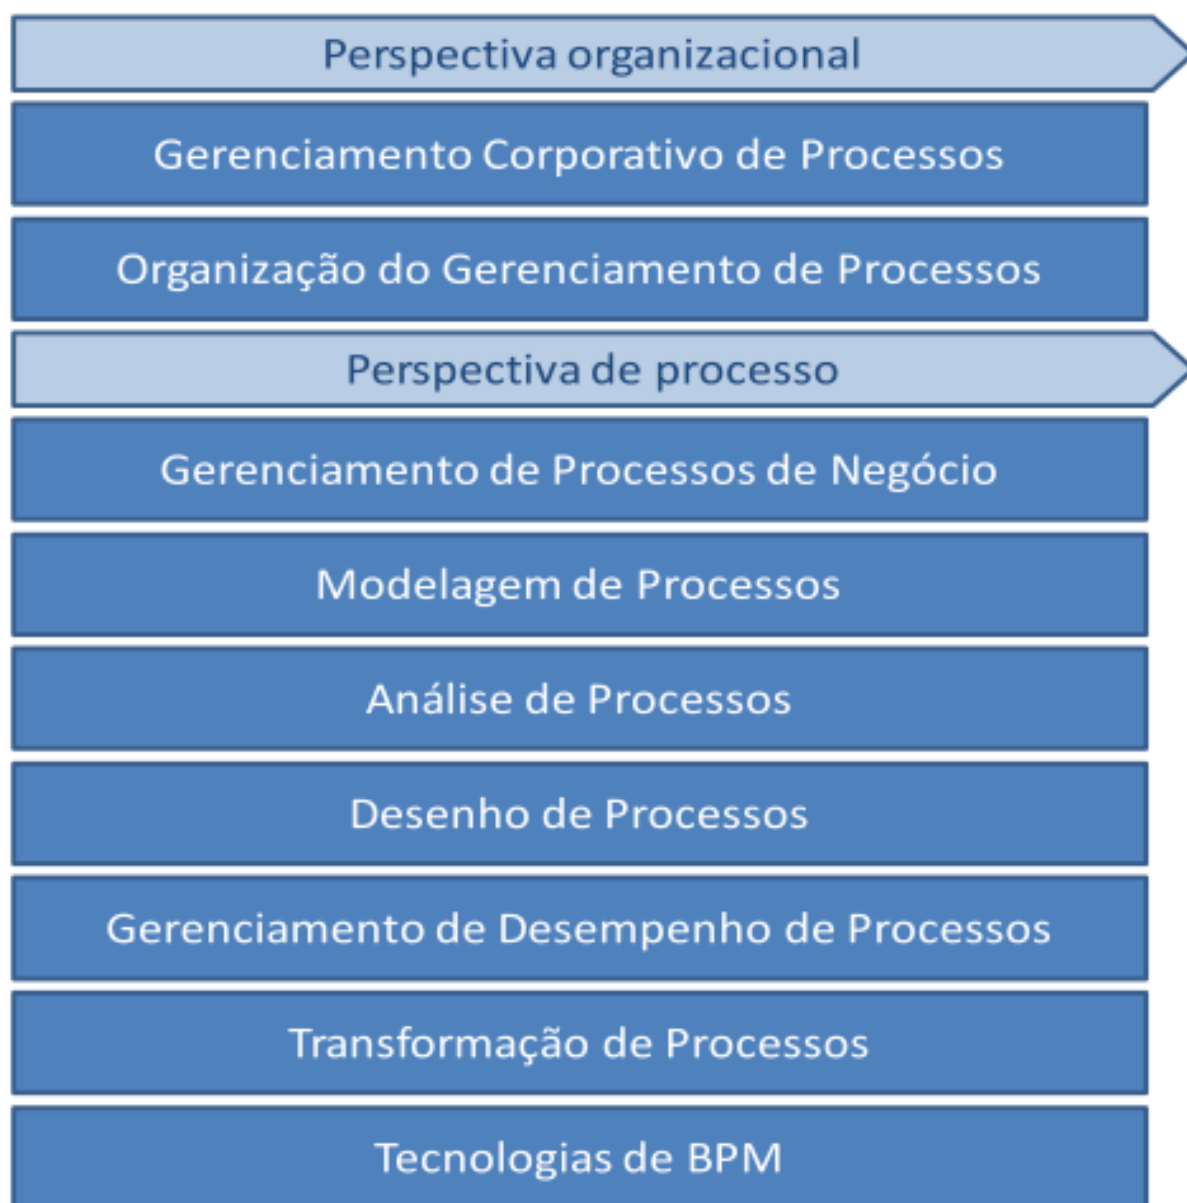 Perspectiva organizacional
Gerenciamento Corporativo de Processos
Organização do Gerenciamento de Processos
Perspectiva de processo
Gerenciamento de Processos de Negócio
Modelagem de Processos
Análise de Processos
Desenho de Processos
Gerenciamento de Desempenho de Processos
Transformação de Processos
Tecnologias de BPM